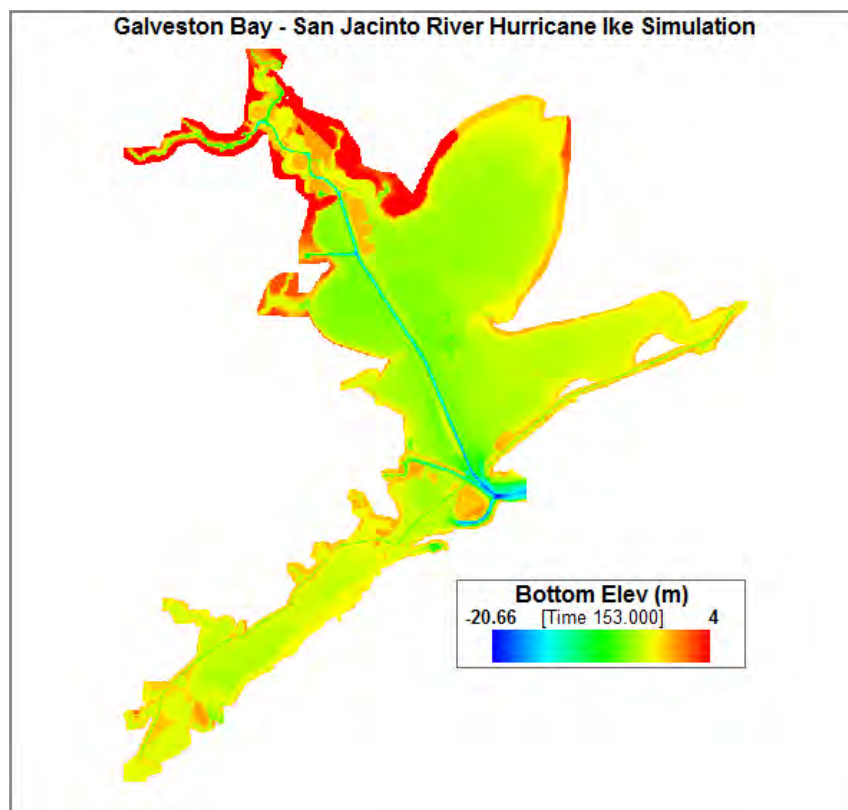 Galveston Bay - San Jacinto River Hurricane Ike Simulation
Bottom Elev (m)
-20.66 [Time 153.000] 4